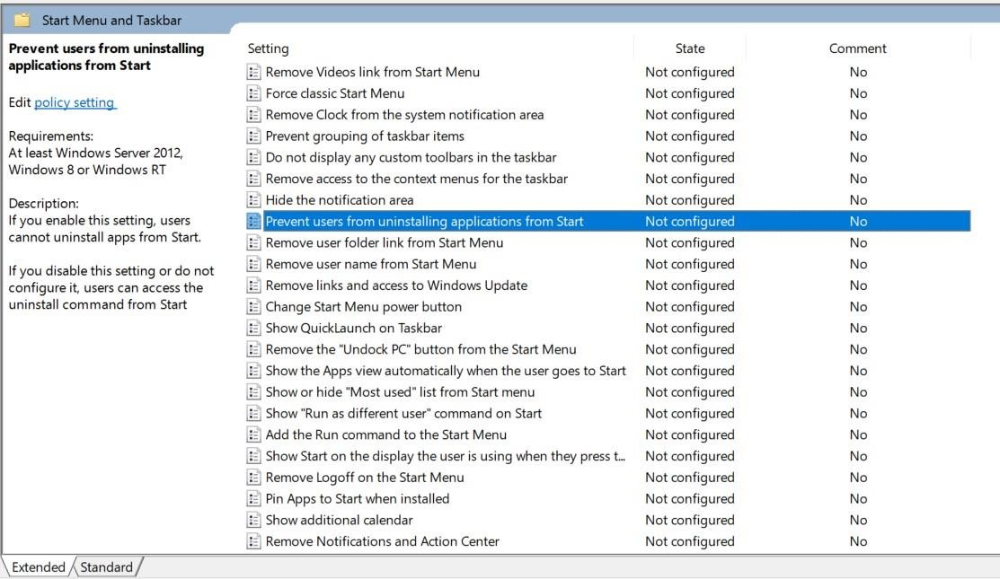 Start Menu and Taskbar
Prevent users from uninstalling
applications from Start
Edit policy setting
Requirements:
At least Windows Server 2012,
Windows 8 or Windows RT
Description:
If you enable this setting, users
cannot uninstall apps from Start.
If you disable this setting or do not
configure it, users can access the
uninstall command from Start
Setting State Comment
Remove Videos link from Start Menu Not configured No
Force classic Start Menu Not configured No
Remove Clock from the system notification area Not configured No
Prevent grouping of taskbar items Not configured No
Do not display any custom toolbars in the taskbar Not configured No
Remove access to the context menus for the taskbar Not configured No
Hide the notification area Not configured No
Prevent users from uninstalling applications from Start Not configured No
Remove user folder link from Start Menu Not configured No
Remove user name from Start Menu Not configured No
Remove links and access to Windows Update Not configured No
Change Start Menu power button Not configured No
Show QuickLaunch on Taskbar Not configured No
Remove the "Undock PC" button from the Start Menu Not configured No
Show the Apps view automatically when the user goes to Start Not configured No
Show or hide "Most used" list from Start menu Not configured No
Show "Run as different user" command on Start Not configured No
Add the Run command to the Start Menu Not configured No
Show Start on the display the user is using when they press t... Not configured No
Remove Logoff on the Start Menu Not configured No
Pin Apps to Start when installed Not configured No
Show additional calendar Not configured No
Remove Notifications and Action Center Not configured No
Extended Standard